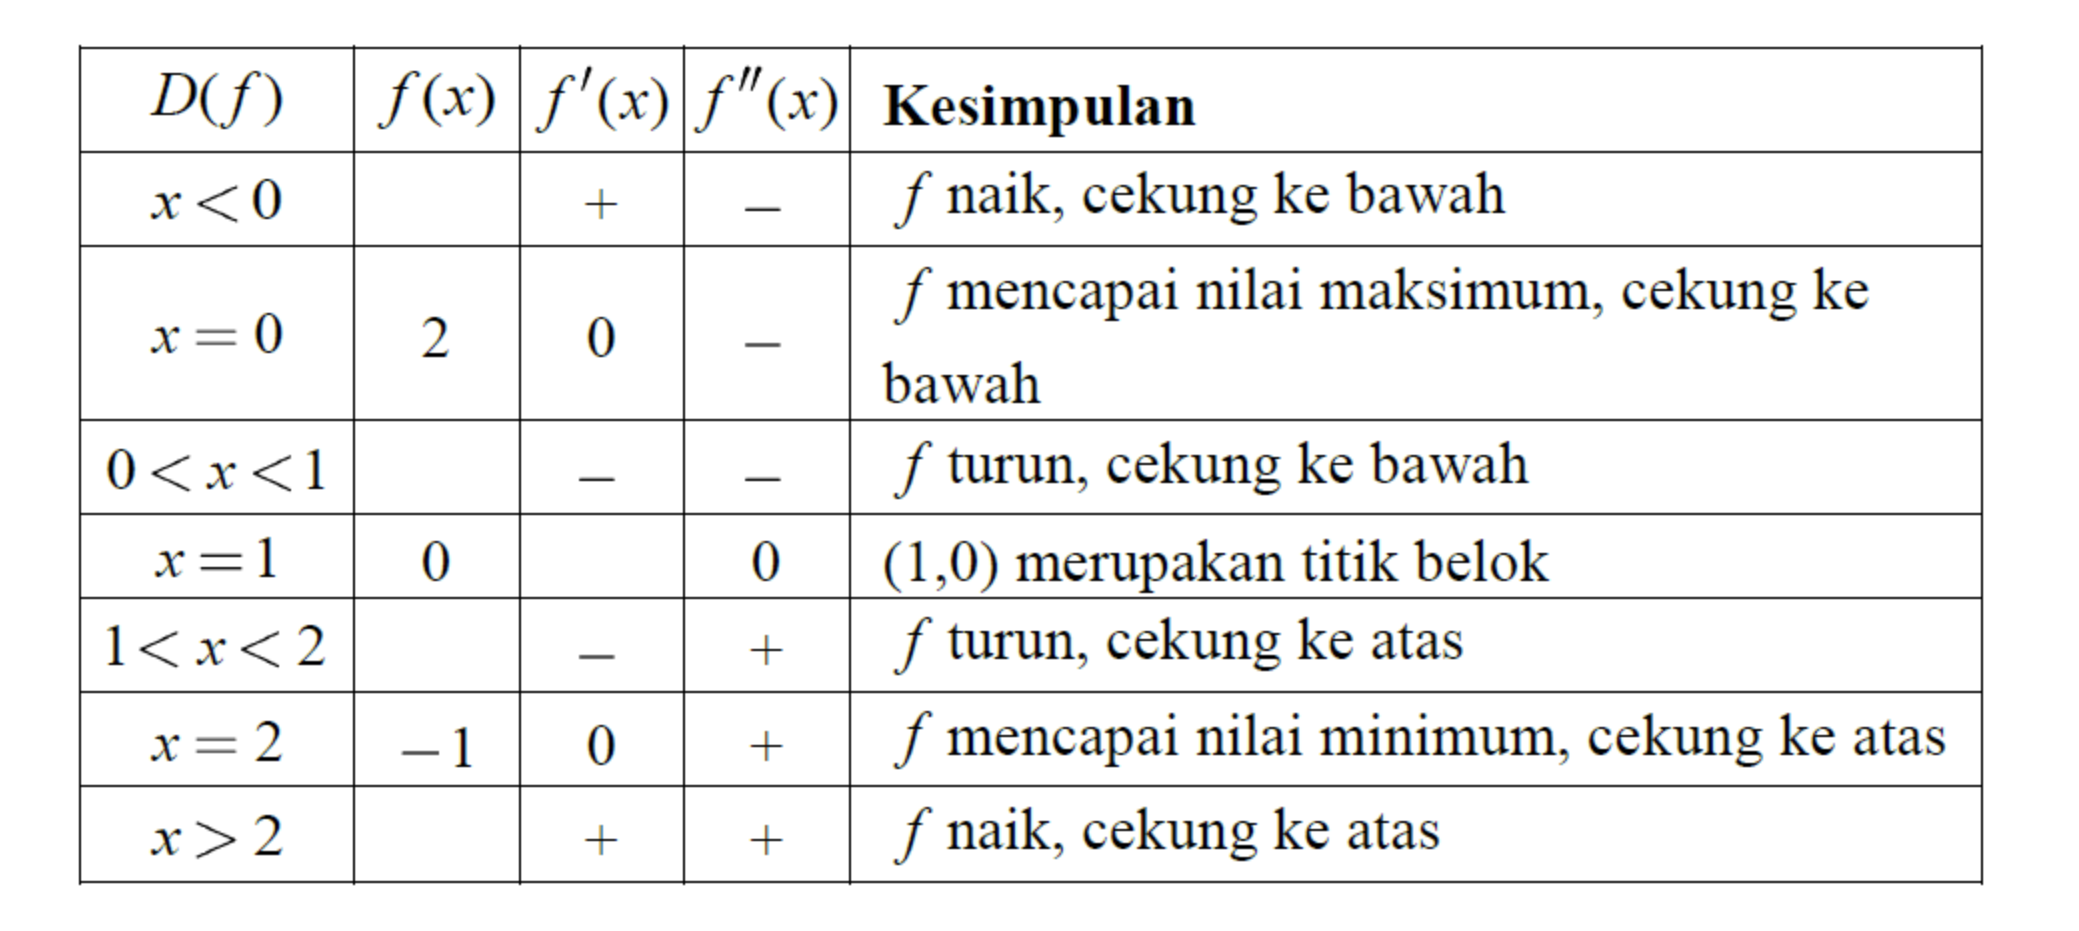 D(f) f(x) f′(x) f″(x) Kesimpulan
x < 0 + − f naik, cekung ke bawah
x = 0 2 0 − f mencapai nilai maksimum, cekung ke
bawah
0 < x < 1 − − f turun, cekung ke bawah
x = 1 0 0 (1,0) merupakan titik belok
1 < x < 2 − + f turun, cekung ke atas
x = 2 −1 0 + f mencapai nilai minimum, cekung ke atas
x > 2 + + f naik, cekung ke atas